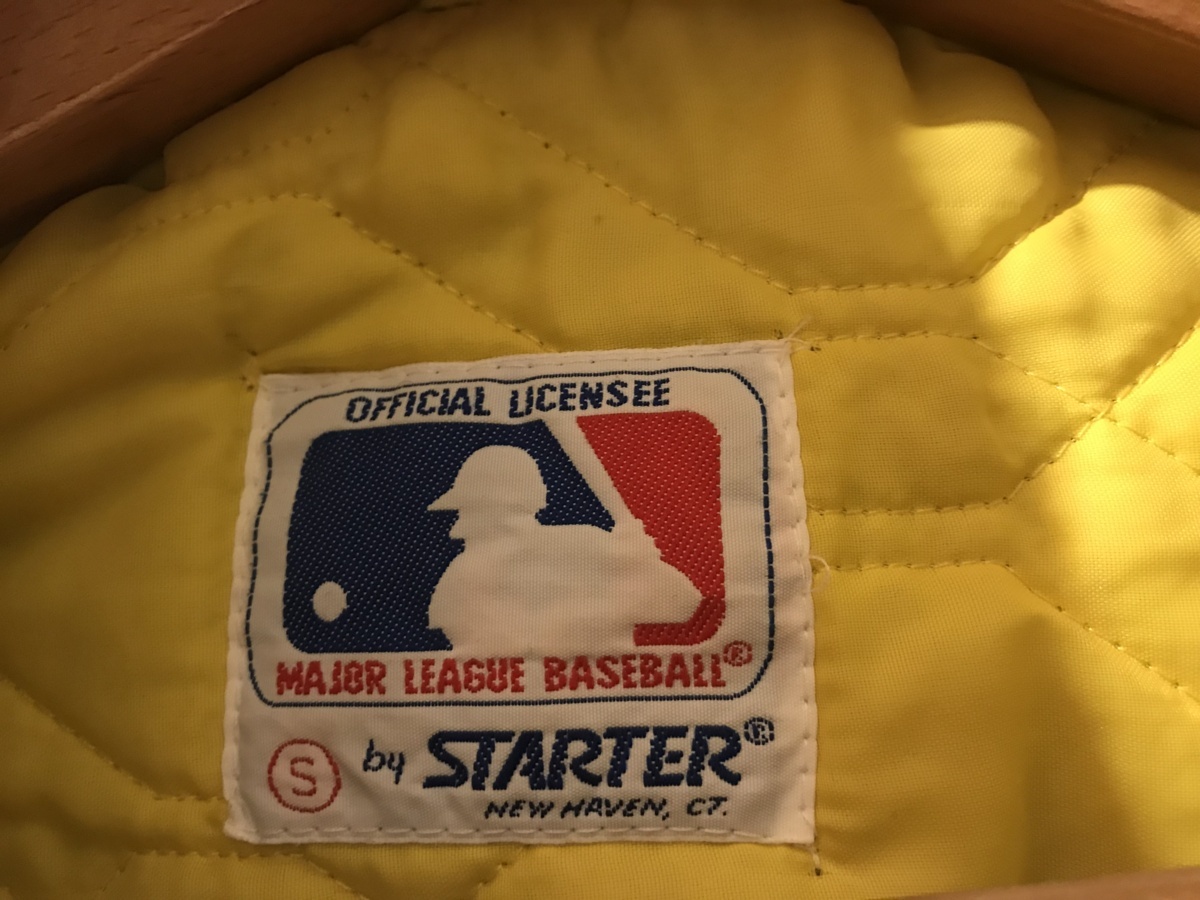 OFFICIAL LICENSEE
MAJOR LEAGUE BASEBALL®
S by STARTER®
NEW HAVEN, CT.